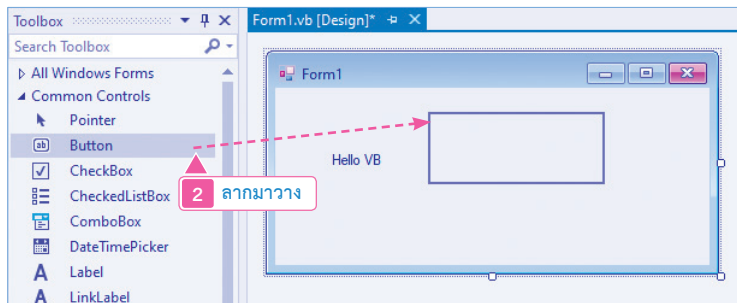 Toolbox
Search Toolbox
All Windows Forms
Common Controls
Pointer
Button
CheckBox
CheckedListBox
ComboBox
DateTimePicker
Label
LinkLabel
Form1.vb [Design]*
Form1
Hello VB
2 ลากมาวาง